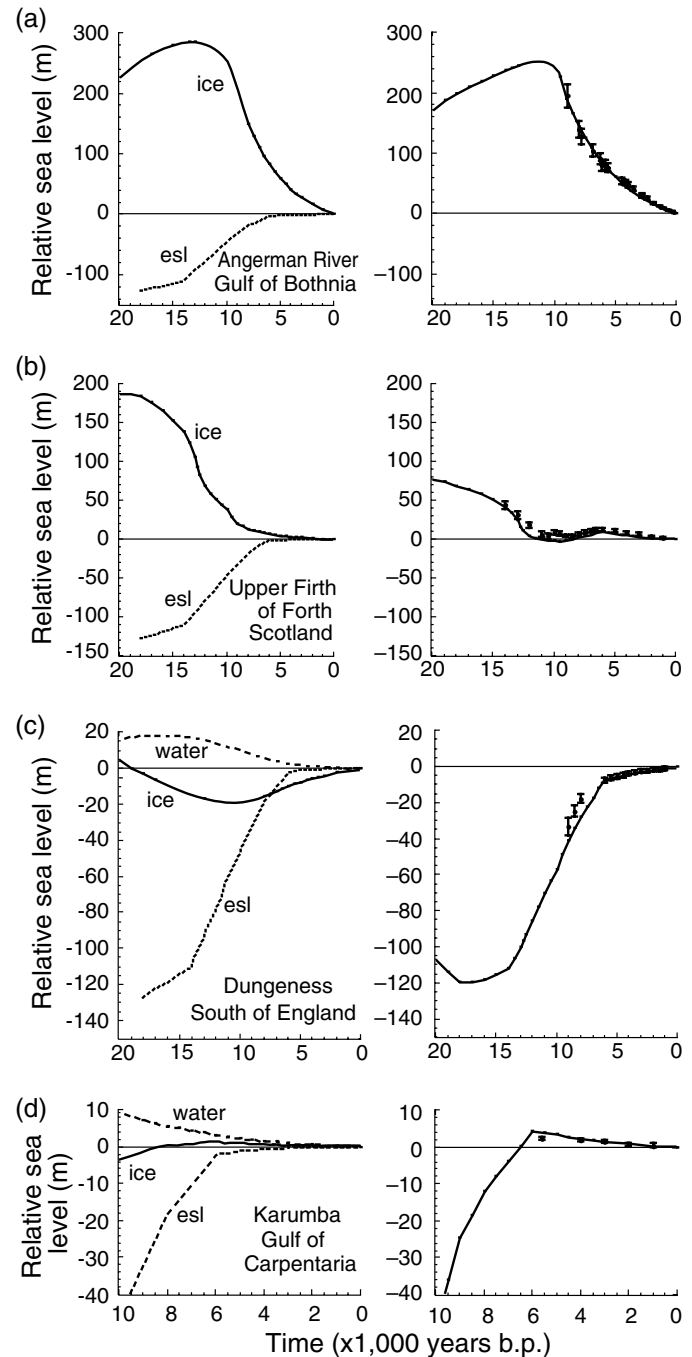 (a)
Relative sea level (m)
300
200
100
0
-100
ice
esl
Angerman River
Gulf of Bothnia
20 15 10 5 0
300
200
100
0
−100
20 15 10 5 0
(b)
Relative sea level (m)
200
150
100
50
0
-50
-100
-150
ice
esl
Upper Firth
of Forth
Scotland
20 15 10 5 0
200
150
100
50
0
−50
−100
−150
20 15 10 5 0
(c)
Relative sea level (m)
20
0
-20
-40
-60
-80
-100
-120
-140
water
ice
esl
Dungeness
South of England
20 15 10 5 0
20
0
−20
−40
−60
−80
−100
−120
−140
20 15 10 5 0
(d)
Relative sea
level (m)
10
0
-10
-20
-30
-40
water
ice
esl
Karumba
Gulf of
Carpentaria
10 8 6 4 2 0
10
0
−10
−20
−30
−40
10 8 6 4 2 0
Time (x1,000 years b.p.)